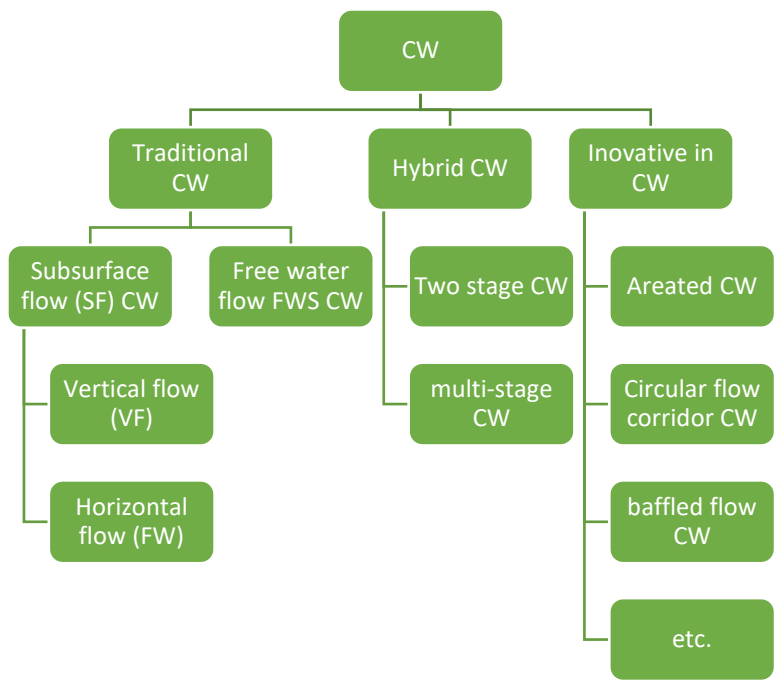 CW
Traditional
CW
Hybrid CW
Inovative in
CW
Subsurface
flow (SF) CW
Free water
flow FWS CW
Two stage CW
Areated CW
Vertical flow
(VF)
multi-stage
CW
Circular flow
corridor CW
Horizontal
flow (FW)
baffled flow
CW
etc.